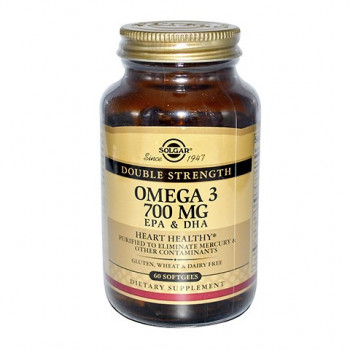 SOLGAR®
Since 1947
DOUBLE STRENGTH
OMEGA 3
700 MG
EPA & DHA
HEART HEALTHY*
PURIFIED TO ELIMINATE MERCURY &
OTHER CONTAMINANTS
GLUTEN, WHEAT & DAIRY FREE
60 SOFTGELS
DIETARY SUPPLEMENT